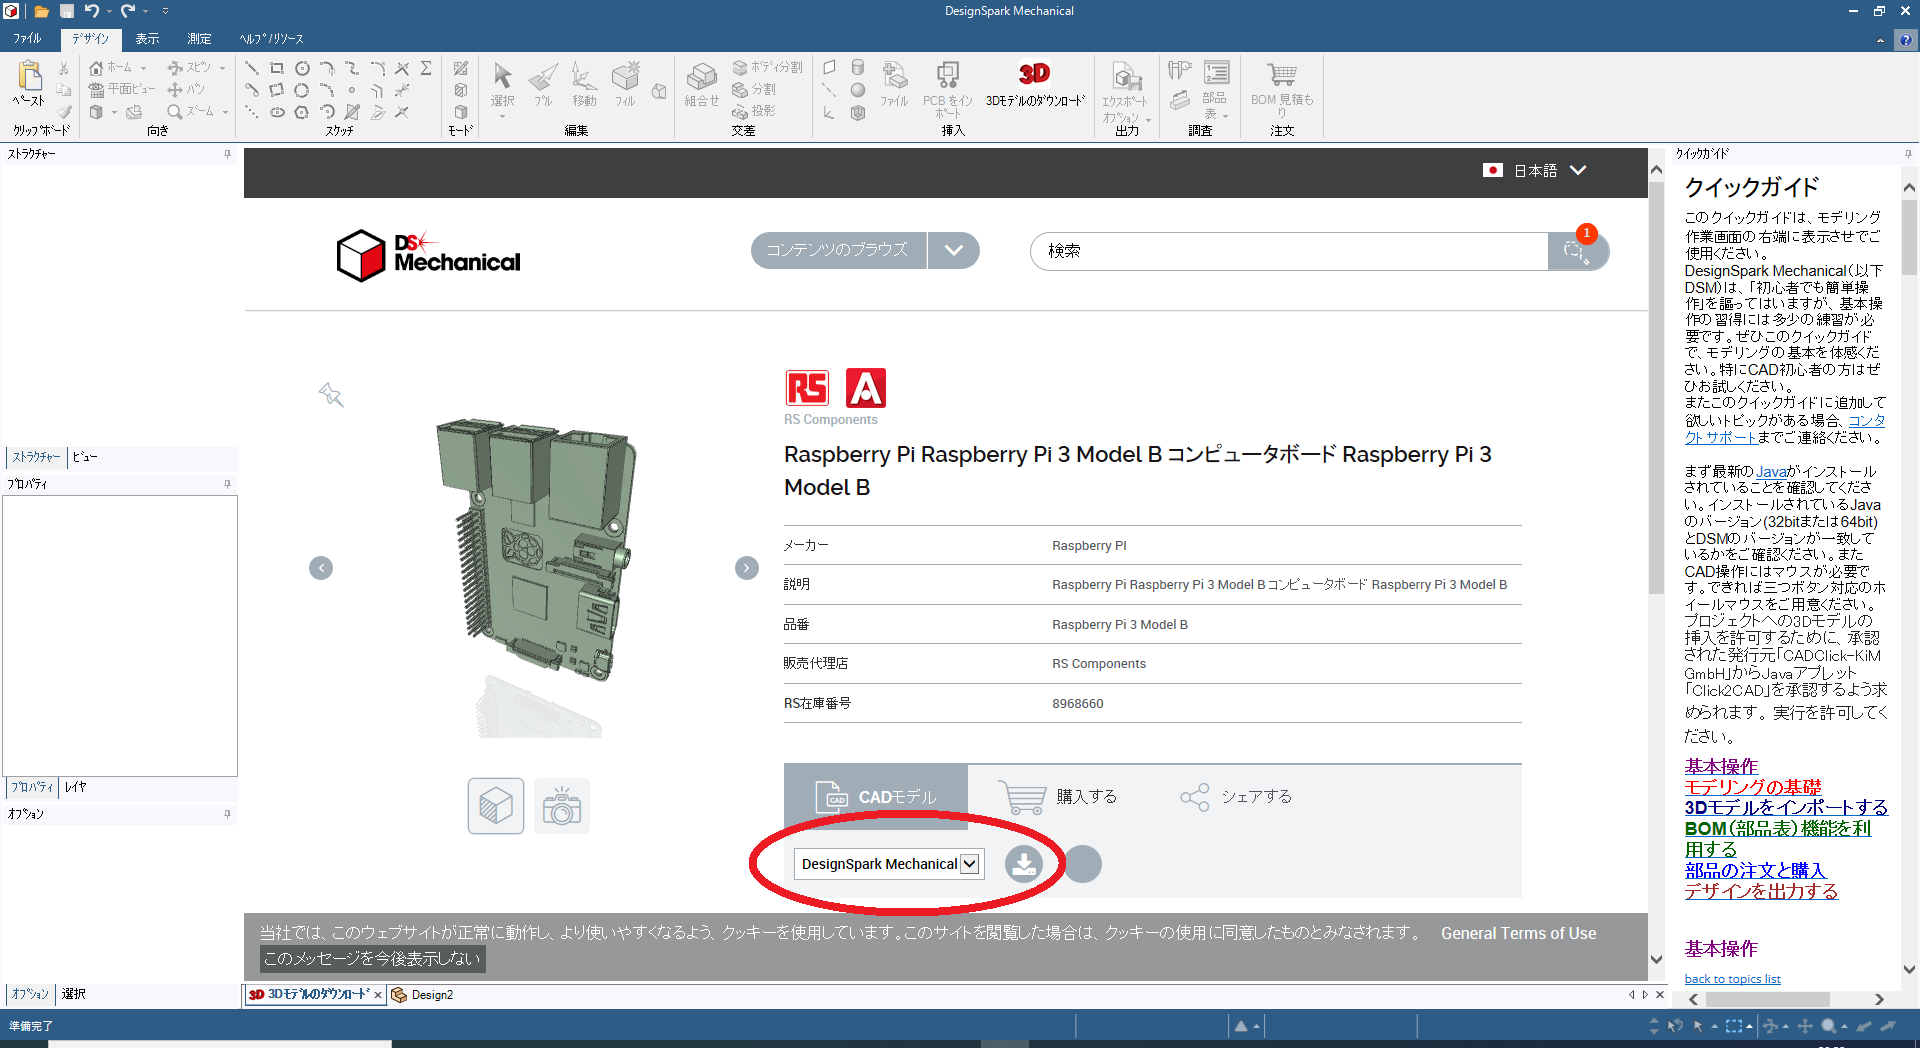 DesignSpark Mechanical
ファイル デザイン 表示 測定 ヘルプ/リソース
ペースト
ホーム
平面ビュー
スピン
パン
ズーム
選択 プル 移動 フィル
組合せ
ボディ分割
分割
投影
ファイル
PCB をインポート
3Dモデルのダウンロード
エクスポート
オプション
部品
表
BOM 見積も
り
クリップボード 向き スケッチ モード 編集 交差 挿入 出力 調査 注文
ストラクチャー
ストラクチャー ビュー
プロパティ
プロパティ レイヤ
オプション
オプション 選択
日本語
DS
Mechanical
コンテンツのブラウズ
検索
1
RS A
RS Components
Raspberry Pi Raspberry Pi 3 Model B コンピュータボード Raspberry Pi 3
Model B
メーカー Raspberry PI
説明 Raspberry Pi Raspberry Pi 3 Model B コンピュータボード Raspberry Pi 3 Model B
品番 Raspberry Pi 3 Model B
販売代理店 RS Components
RS在庫番号 8968660
CAD CADモデル 購入する シェアする
DesignSpark Mechanical
当社では、このウェブサイトが正常に動作し、より使いやすくなるよう、クッキーを使用しています。このサイトを閲覧した場合は、クッキーの使用に同意したものとみなされます。 General Terms of Use
このメッセージを今後表示しない
3D 3Dモデルのダウンロード Design2
クイックガイド
クイックガイド
このクイックガイドは、モデリング
作業画面の右端に表示させてご
使用ください。
DesignSpark Mechanical（以下
DSM）は、「初心者でも簡単操
作」を謳ってはいますが、基本操
作の習得には多少の練習が必
要です。ぜひこのクイックガイド
で、モデリングの基本を体感くだ
さい。特にCAD初心者の方はぜ
ひお試しください。
またこのクイックガイドに追加して
欲しいトピックがある場合、コンタ
クトサポートまでご連絡ください。
まず最新のJavaがインストール
されていることを確認してくださ
い。インストールされているJava
のバージョン(32bitまたは64bit)
とDSMのバージョンが一致して
いるかをご確認ください。また
CAD操作にはマウスが必要で
す。できれば三つボタン対応のホ
イールマウスをご用意ください。
プロジェクトへの3Dモデルの
挿入を許可するために、承認
された発行元「CADClick-KiM
GmbH」からJavaアプレット
「Click2CAD」を承認するよう求
められます。実行を許可してく
ださい。
基本操作
モデリングの基礎
3Dモデルをインポートする
BOM（部品表）機能を利
用する
部品の注文と購入
デザインを出力する
基本操作
back to topics list
準備完了